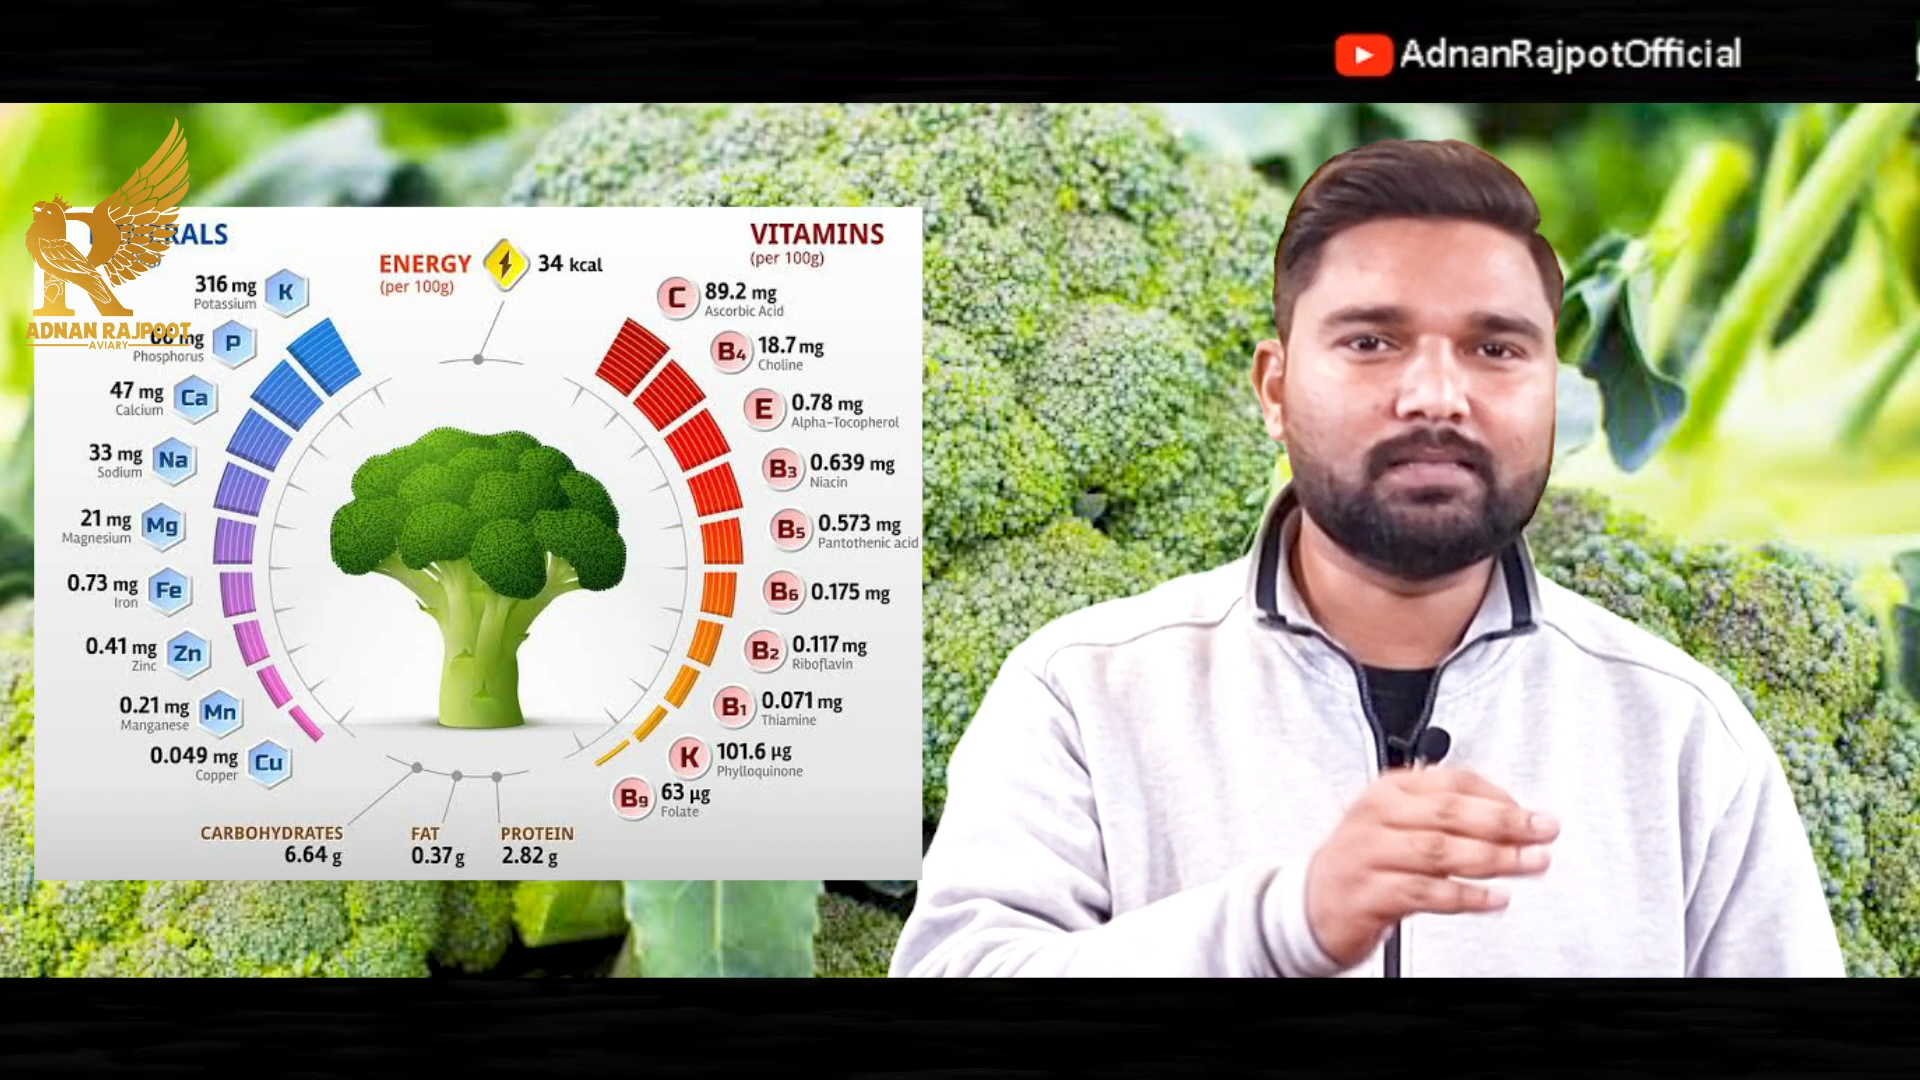 AdnanRajpotOfficial
RALS
ENERGY
(per 100g)
34 kcal
VITAMINS
(per 100g)
316 mg
Potassium
K
mg
Phosphorus
P
47 mg
Calcium
Ca
33 mg
Sodium
Na
21 mg
Magnesium
Mg
0.73 mg
Iron
Fe
0.41 mg
Zinc
Zn
0.21 mg
Manganese
Mn
0.049 mg
Copper
Cu
C
89.2 mg
Ascorbic Acid
B4
18.7 mg
Choline
E
0.78 mg
Alpha-Tocopherol
B3
0.639 mg
Niacin
B5
0.573 mg
Pantothenic acid
B6
0.175 mg
B2
0.117 mg
Riboflavin
B1
0.071 mg
Thiamine
K
101.6 µg
Phylloquinone
B9
63 µg
Folate
CARBOHYDRATES
6.64 g
FAT
0.37 g
PROTEIN
2.82 g
R
ADNAN RAJPOOT
AVIARY